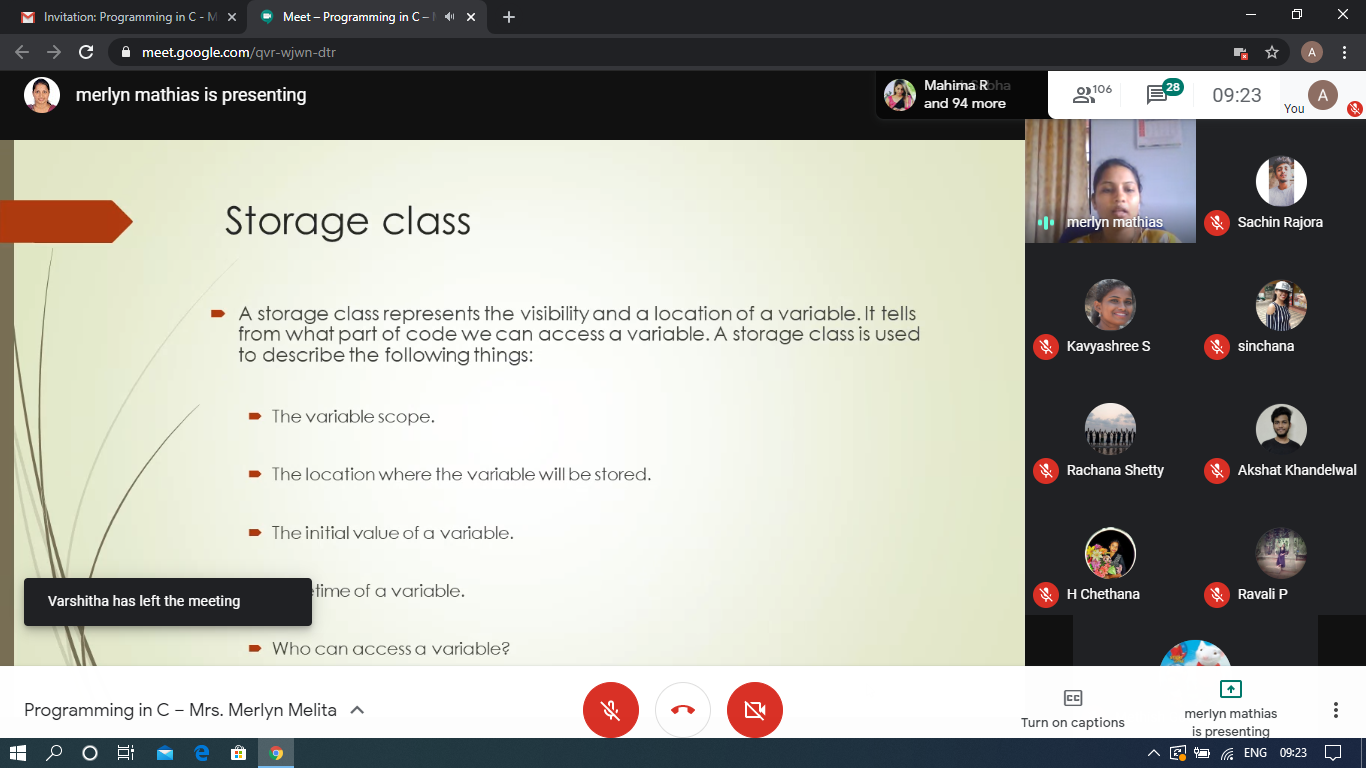 Invitation: Programming in C - M
Meet – Programming in C –
meet.google.com/qvr-wjwn-dtr
A
merlyn mathias is presenting
Mahima R
and 94 more
106
28
09:23
You
A
Storage class
A storage class represents the visibility and a location of a variable. It tells
from what part of code we can access a variable. A storage class is used
to describe the following things:
The variable scope.
The location where the variable will be stored.
The initial value of a variable.
etime of a variable.
Who can access a variable?
Varshitha has left the meeting
merlyn mathias
Sachin Rajora
Kavyashree S
sinchana
Rachana Shetty
Akshat Khandelwal
H Chethana
Ravali P
Programming in C – Mrs. Merlyn Melita
Turn on captions
merlyn mathias
is presenting
ENG
09:23